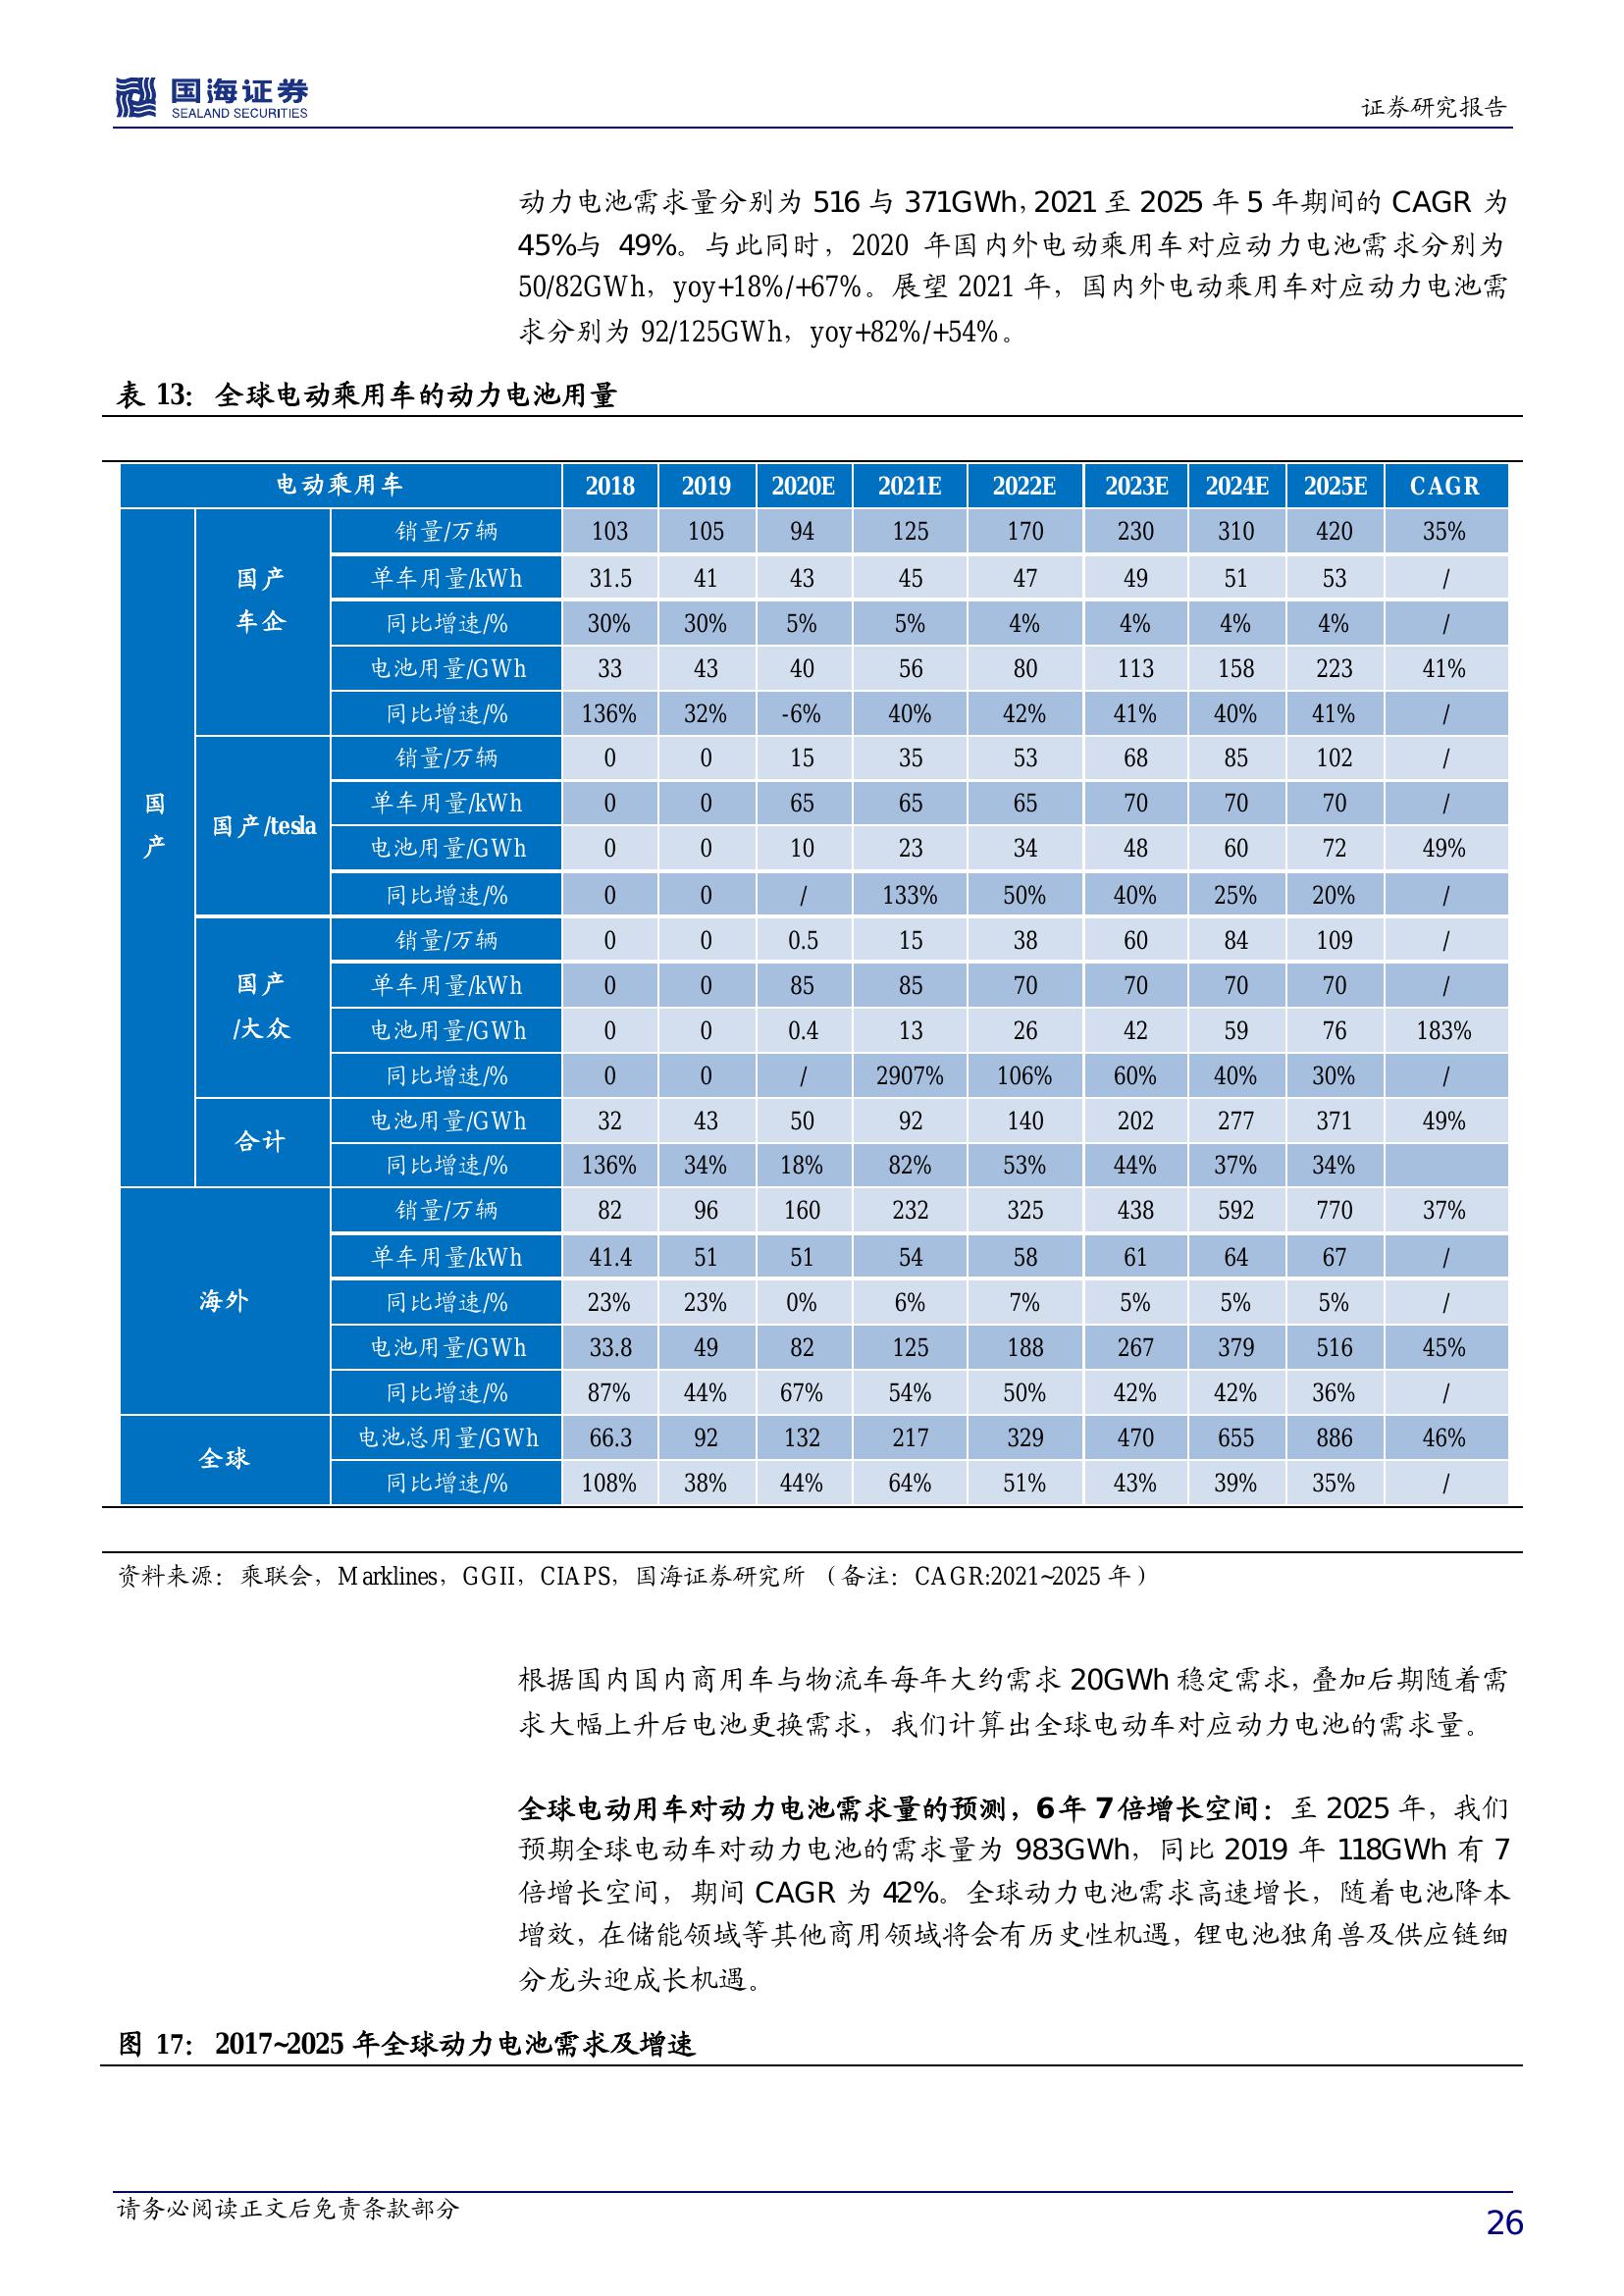 国海证券
SEALAND SECURITIES
证券研究报告
动力电池需求量分别为 516 与 371GWh，2021 至 2025 年 5 年期间的 CAGR 为
45%与 49%。与此同时，2020 年国内外电动乘用车对应动力电池需求分别为
50/82GWh，yoy+18%/+67%。展望 2021 年，国内外电动乘用车对应动力电池需
求分别为 92/125GWh，yoy+82%/+54%。
表 13：全球电动乘用车的动力电池用量
电动乘用车 2018 2019 2020E 2021E 2022E 2023E 2024E 2025E CAGR
国产
国产车企
销量/万辆 103 105 94 125 170 230 310 420 35%
单车用量/kWh 31.5 41 43 45 47 49 51 53 /
同比增速/% 30% 30% 5% 5% 4% 4% 4% 4% /
电池用量/GWh 33 43 40 56 80 113 158 223 41%
同比增速/% 136% 32% -6% 40% 42% 41% 40% 41% /
国产/tesla
销量/万辆 0 0 15 35 53 68 85 102 /
单车用量/kWh 0 0 65 65 65 70 70 70 /
电池用量/GWh 0 0 10 23 34 48 60 72 49%
同比增速/% 0 0 / 133% 50% 40% 25% 20% /
国产/大众
销量/万辆 0 0 0.5 15 38 60 84 109 /
单车用量/kWh 0 0 85 85 70 70 70 70 /
电池用量/GWh 0 0 0.4 13 26 42 59 76 183%
同比增速/% 0 0 / 2907% 106% 60% 40% 30% /
合计
电池用量/GWh 32 43 50 92 140 202 277 371 49%
同比增速/% 136% 34% 18% 82% 53% 44% 37% 34%
海外
销量/万辆 82 96 160 232 325 438 592 770 37%
单车用量/kWh 41.4 51 51 54 58 61 64 67 /
同比增速/% 23% 23% 0% 6% 7% 5% 5% 5% /
电池用量/GWh 33.8 49 82 125 188 267 379 516 45%
同比增速/% 87% 44% 67% 54% 50% 42% 42% 36% /
全球
电池总用量/GWh 66.3 92 132 217 329 470 655 886 46%
同比增速/% 108% 38% 44% 64% 51% 43% 39% 35% /
资料来源：乘联会，Marklines，GGII，CIAPS，国海证券研究所 （备注：CAGR:2021~2025 年）
根据国内国内商用车与物流车每年大约需求 20GWh 稳定需求，叠加后期随着需
求大幅上升后电池更换需求，我们计算出全球电动车对应动力电池的需求量。
全球电动用车对动力电池需求量的预测，6年 7倍增长空间：至 2025 年，我们
预期全球电动车对动力电池的需求量为 983GWh，同比 2019 年 118GWh 有 7
倍增长空间，期间 CAGR 为 42%。全球动力电池需求高速增长，随着电池降本
增效，在储能领域等其他商用领域将会有历史性机遇，锂电池独角兽及供应链细
分龙头迎成长机遇。
图 17：2017~2025 年全球动力电池需求及增速
请务必阅读正文后免责条款部分
26